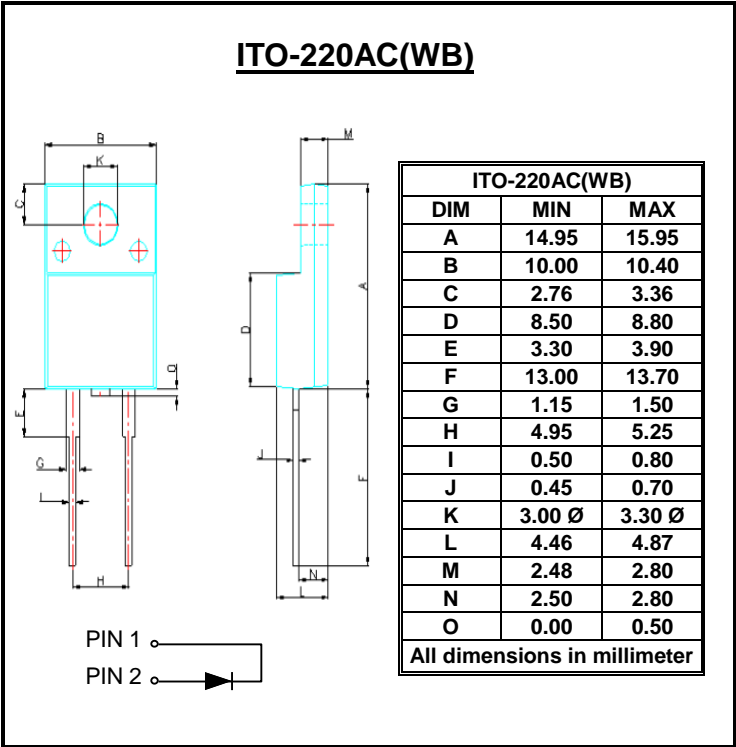 ITO-220AC(WB)
B
K
M
C
A
D
O
E
G
I
J
F
H
N
L
ITO-220AC(WB)
DIM MIN MAX
A 14.95 15.95
B 10.00 10.40
C 2.76 3.36
D 8.50 8.80
E 3.30 3.90
F 13.00 13.70
G 1.15 1.50
H 4.95 5.25
I 0.50 0.80
J 0.45 0.70
K 3.00 Ø 3.30 Ø
L 4.46 4.87
M 2.48 2.80
N 2.50 2.80
O 0.00 0.50
All dimensions in millimeter
PIN 1
PIN 2